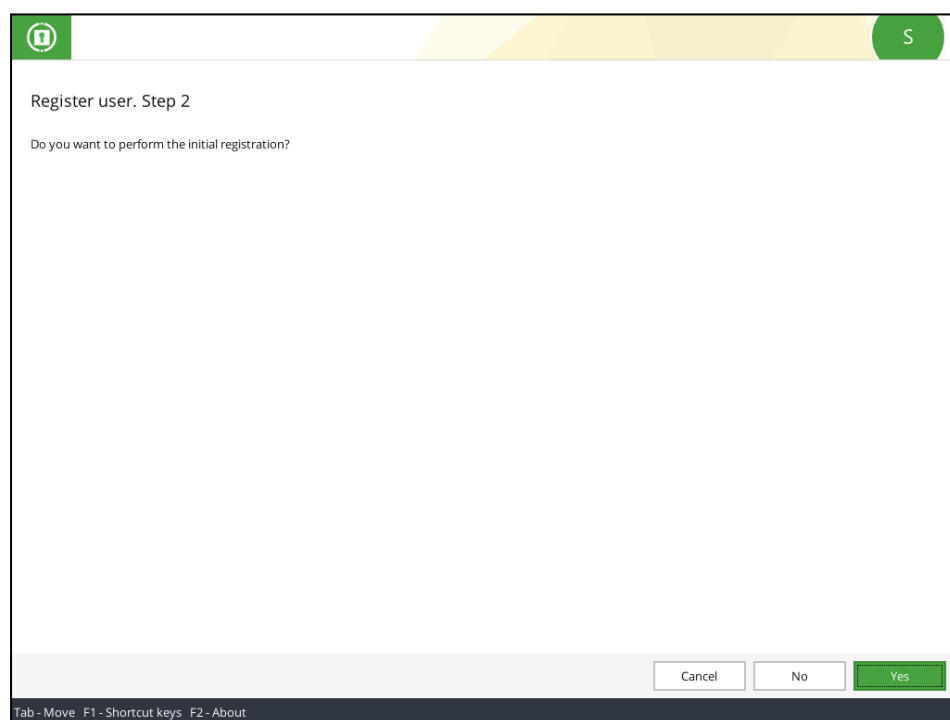 S
Register user. Step 2
Do you want to perform the initial registration?
Cancel No Yes
Tab - Move F1 - Shortcut keys F2 - About